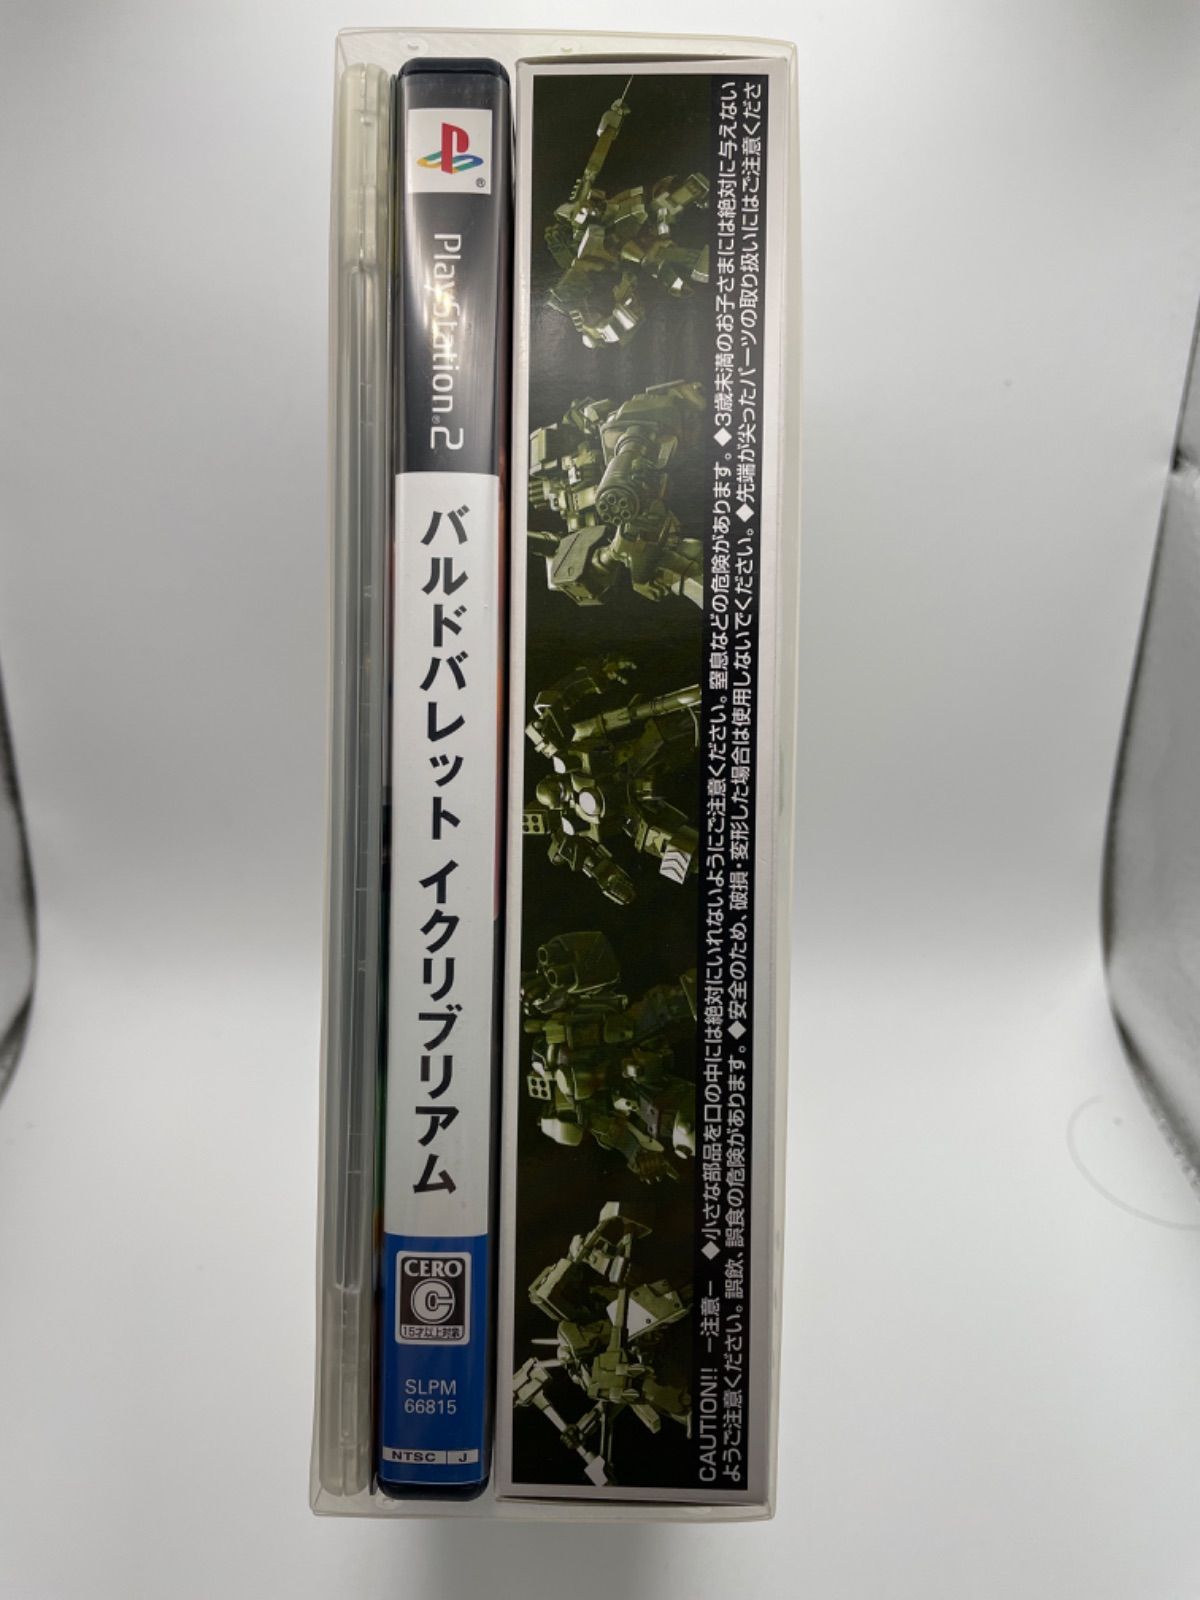 PlayStation®2
バルドバレット イクリブリアム
CERO
C
15才以上対象
SLPM
66815
NTSC J
CAUTION!! ー注意ー ◆小さな部品を口の中には絶対にいれないようにご注意ください。窒息などの危険があります。◆3歳未満のお子さまには絶対に与えない
ようご注意ください。誤飲、誤食の危険があります。◆安全のため、破損・変形した場合は使用しないでください。◆先端が尖ったパーツの取り扱いにはご注意くださ